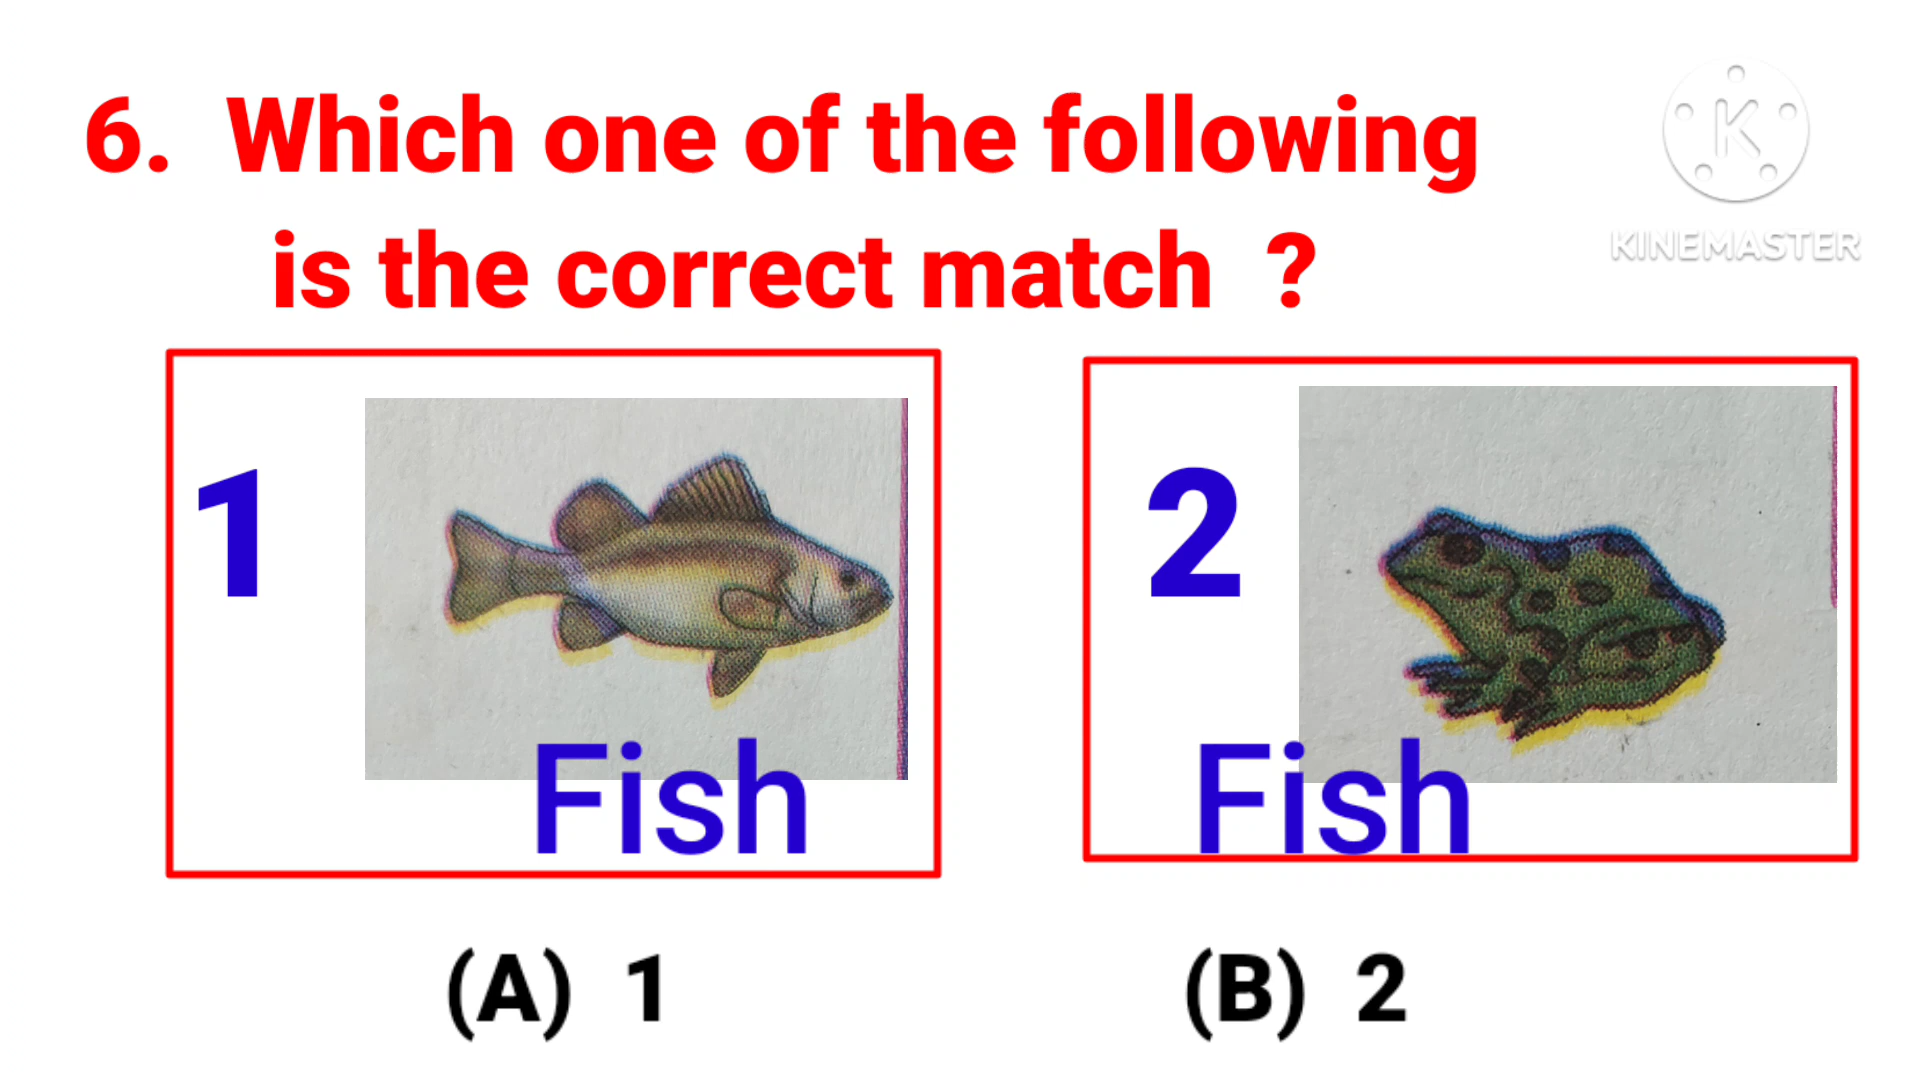 6. Which one of the following
is the correct match ?
K
KINEMASTER
1
2
Fish
Fish
(A) 1
(B) 2